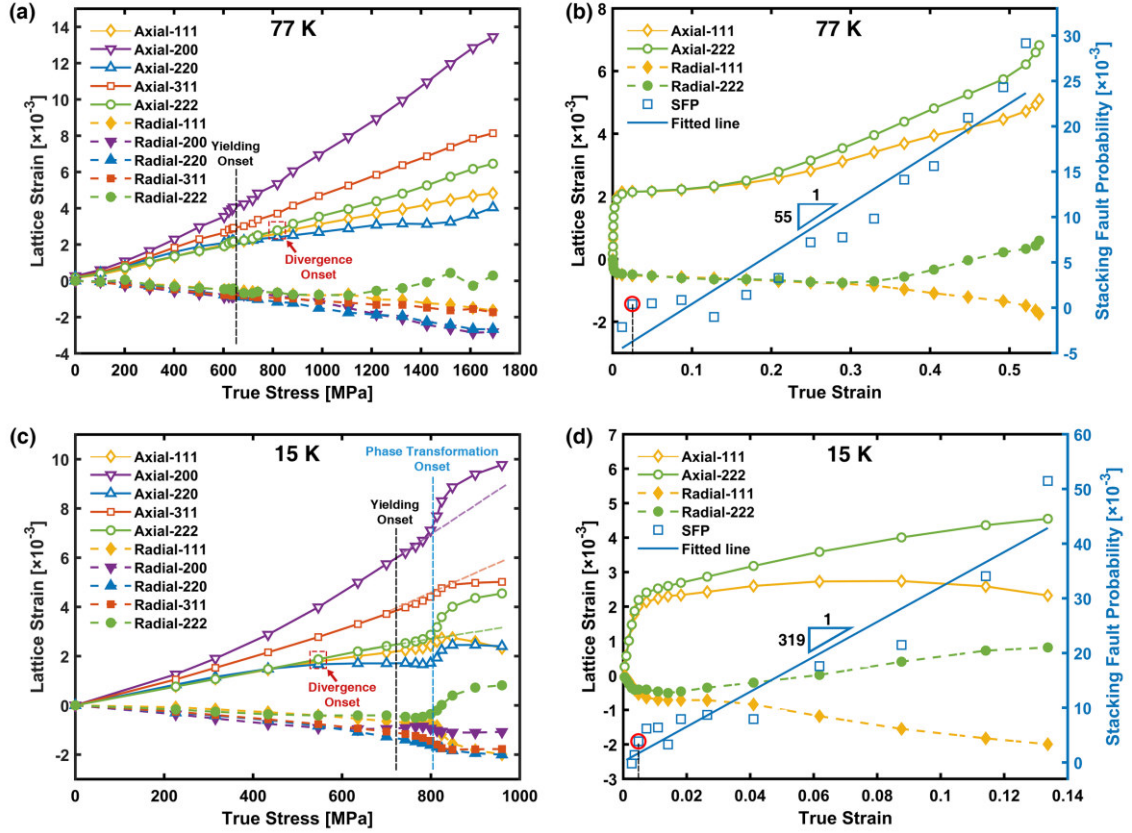 (a)
77 K
Axial-111
Axial-200
Axial-220
Axial-311
Axial-222
Radial-111
Radial-200
Radial-220
Radial-311
Radial-222
Yielding
Onset
Divergence
Onset
Lattice Strain [×10⁻³]
14
12
10
8
6
4
2
0
-2
-4
0
200
400
600
800
1000
1200
1400
1600
1800
True Stress [MPa]
(b)
77 K
Axial-111
Axial-222
Radial-111
Radial-222
SFP
Fitted line
1
55
Lattice Strain [×10⁻³]
8
6
4
2
0
-2
0
0.1
0.2
0.3
0.4
0.5
True Strain
30
25
20
15
10
5
0
-5
Stacking Fault Probability [×10⁻³]
(c)
15 K
Axial-111
Axial-200
Axial-220
Axial-311
Axial-222
Radial-111
Radial-200
Radial-220
Radial-311
Radial-222
Phase Transformation
Onset
Yielding
Onset
Divergence
Onset
Lattice Strain [×10⁻³]
10
8
6
4
2
0
-2
0
200
400
600
800
1000
True Stress [MPa]
(d)
15 K
Axial-111
Axial-222
Radial-111
Radial-222
SFP
Fitted line
1
319
Lattice Strain [×10⁻³]
7
6
5
4
3
2
1
0
-1
-2
-3
0
0.02
0.04
0.06
0.08
0.1
0.12
0.14
True Strain
60
50
40
30
20
10
0
Stacking Fault Probability [×10⁻³]